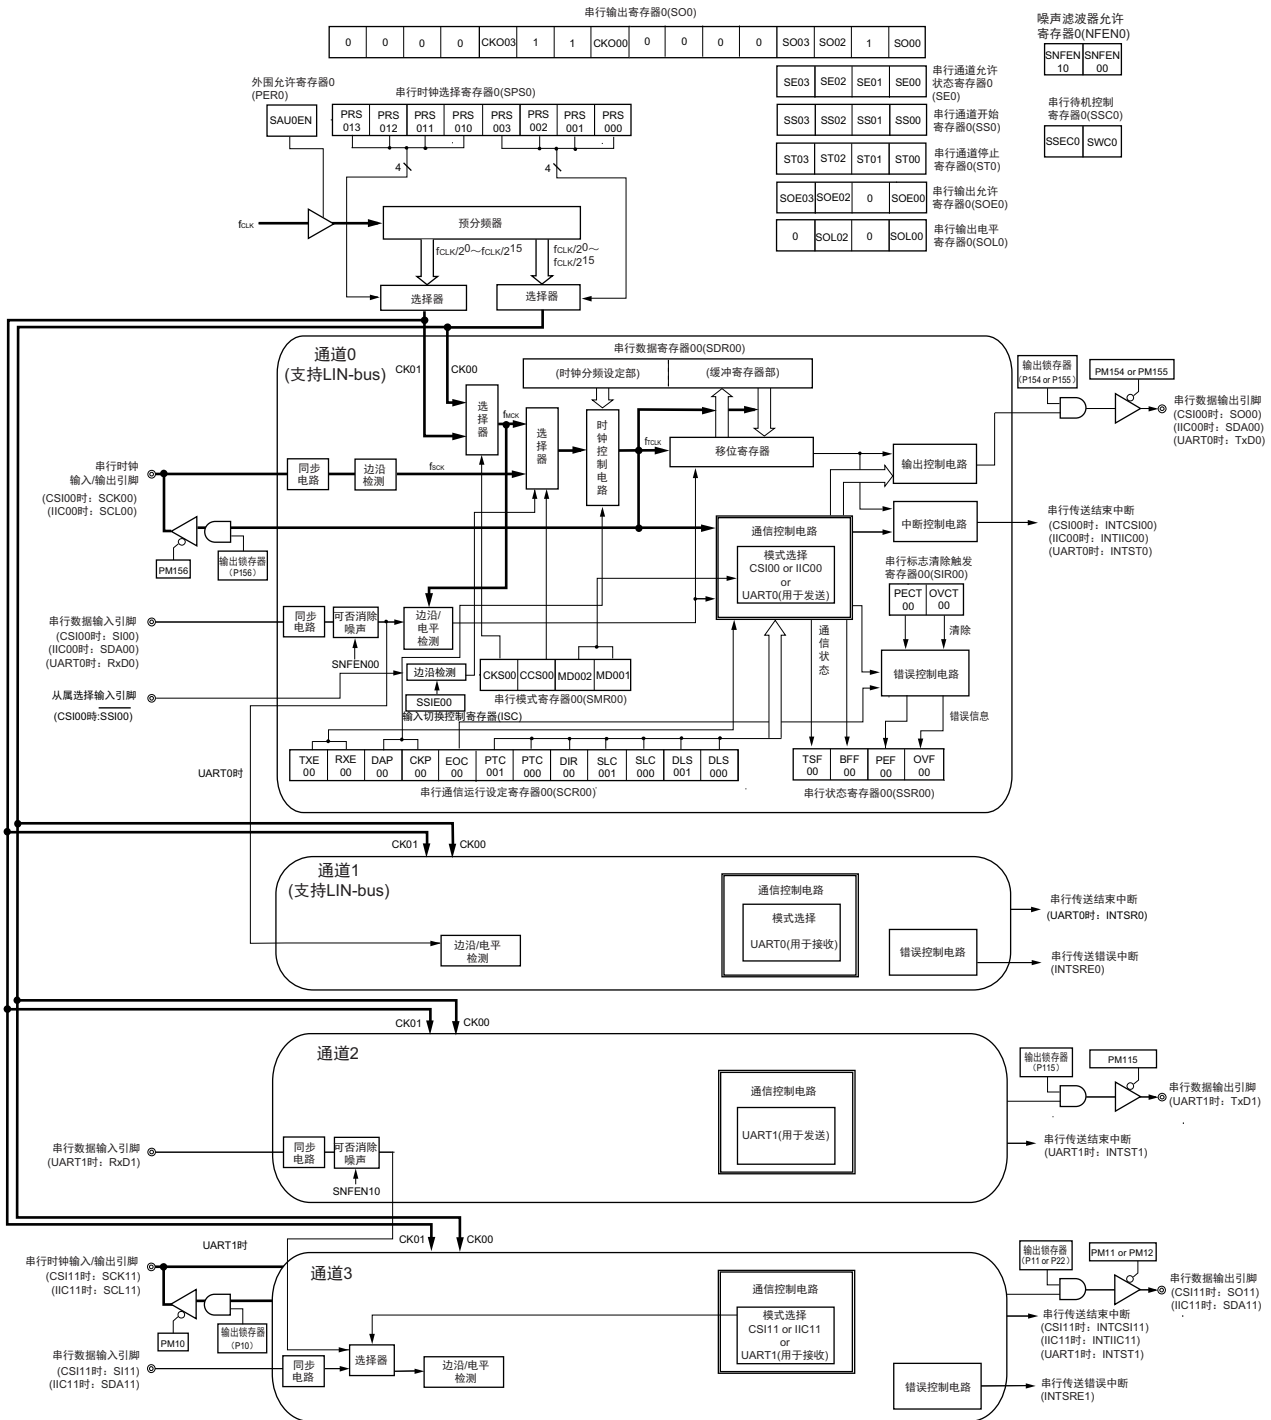 串行输出寄存器0(SO0)
0 0 0 0 CKO03 1 1 CKO00 0 0 0 0 SO03 SO02 1 SO00
噪声滤波器允许
寄存器0(NFEN0)
SNFEN 10 SNFEN 00
SE03 SE02 SE01 SE00
串行通道允许
状态寄存器0
(SE0)
串行待机控制
寄存器0(SSC0)
SSEC0 SWC0
SS03 SS02 SS01 SS00
串行通道开始
寄存器0(SS0)
ST03 ST02 ST01 ST00
串行通道停止
寄存器0(ST0)
SOE03 SOE02 0 SOE00
串行输出允许
寄存器0(SOE0)
0 SOL02 0 SOL00
串行输出电平
寄存器0(SOL0)
外围允许寄存器0
(PER0)
SAU0EN
串行时钟选择寄存器0(SPS0)
PRS 013 PRS 012 PRS 011 PRS 010 PRS 003 PRS 002 PRS 001 PRS 000
4
4
fCLK
预分频器
fCLK/2⁰～fCLK/2¹⁵
fCLK/2⁰～
fCLK/2¹⁵
选择器
选择器
通道0
(支持LIN-bus)
CK01
CK00
串行数据寄存器00(SDR00)
(时钟分频设定部)
(缓冲寄存器部)
选择器
fMCK
选择器
时钟控制电路
fTCLK
移位寄存器
输出控制电路
输出锁存器
(P154 or P155)
PM154 or PM155
串行数据输出引脚
(CSI00时：SO00)
(IIC00时：SDA00)
(UART0时：TxD0)
串行时钟
输入/输出引脚
(CSI00时：SCK00)
(IIC00时：SCL00)
同步
电路
边沿
检测
fSCK
PM156
输出锁存器
(P156)
通信控制电路
模式选择
CSI00 or IIC00
or
UART0(用于发送)
中断控制电路
串行传送结束中断
(CSI00时：INTCSI00)
(IIC00时：INTIIC00)
(UART0时：INTST0)
串行标志清除触发
寄存器00(SIR00)
PECT 00 OVCT 00
清除
通信状态
错误控制电路
错误信息
串行数据输入引脚
(CSI00时：SI00)
(IIC00时：SDA00)
(UART0时：RxD0)
同步
电路
可否消除
噪声
SNFEN00
边沿/
电平
检测
从属选择输入引脚
(CSI00時:SSI00)
边沿检测
SSIE00
输入切换控制寄存器(ISC)
CKS00 CCS00 MD002 MD001
串行模式寄存器00(SMR00)
TXE 00 RXE 00 DAP 00 CKP 00 EOC 00 PTC 001 PTC 000 DIR 00 SLC 001 SLC 000 DLS 001 DLS 000
串行通信运行设定寄存器00(SCR00)
TSF 00 BFF 00 PEF 00 OVF 00
串行状态寄存器00(SSR00)
UART0时
CK01
CK00
通道1
(支持LIN-bus)
通信控制电路
模式选择
UART0(用于接收)
边沿/电平
检测
错误控制电路
串行传送结束中断
(UART0时：INTSR0)
串行传送错误中断
(INTSRE0)
CK01
CK00
通道2
通信控制电路
UART1(用于发送)
输出锁存器
(P115)
PM115
串行数据输出引脚
(UART1时：TxD1)
串行传送结束中断
(UART1时：INTST1)
串行数据输入引脚
(UART1时：RxD1)
同步
电路
可否消除
噪声
SNFEN10
UART1时
CK01
CK00
通道3
串行时钟输入/输出引脚
(CSI11时：SCK11)
(IIC11时：SCL11)
PM10
输出锁存器
(P10)
通信控制电路
模式选择
CSI11 or IIC11
or
UART1(用于接收)
输出锁存器
(P11 or P22)
PM11 or PM12
串行数据输出引脚
(CSI11时：SO11)
(IIC11时：SDA11)
串行传送结束中断
(CSI11时：INTCSI11)
(IIC11时：INTIIC11)
(UART1时：INTST1)
串行数据输入引脚
(CSI11时：SI11)
(IIC11时：SDA11)
同步
电路
选择器
边沿/电平
检测
错误控制电路
串行传送错误中断
(INTSRE1)